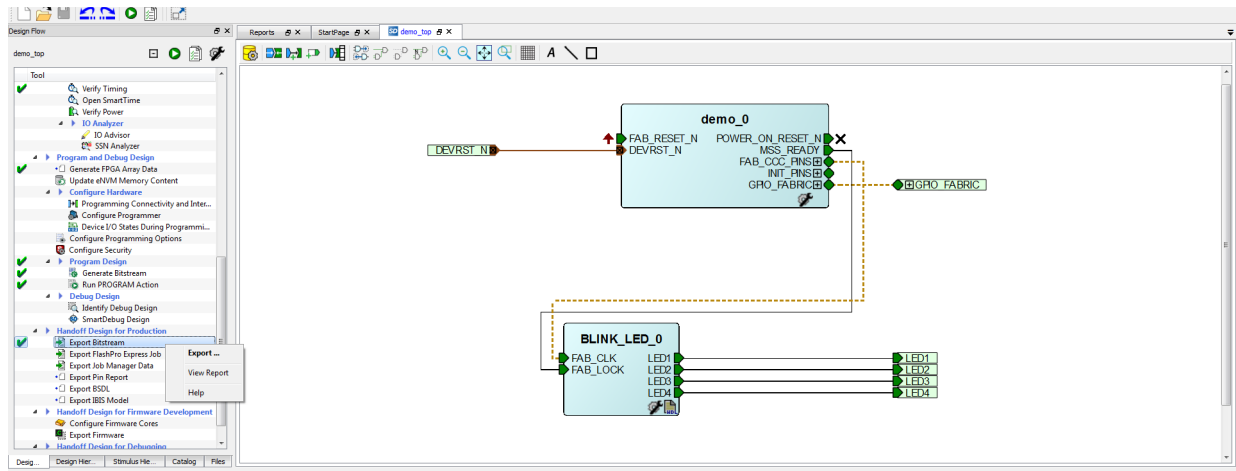 Design Flow
demo_top
Tool
Verify Timing
Open SmartTime
Verify Power
IO Analyzer
IO Advisor
SSN Analyzer
Program and Debug Design
Generate FPGA Array Data
Update eNVM Memory Content
Configure Hardware
Programming Connectivity and Inter...
Configure Programmer
Device I/O States During Programmi...
Configure Programming Options
Configure Security
Program Design
Generate Bitstream
Run PROGRAM Action
Debug Design
Identify Debug Design
SmartDebug Design
Handoff Design for Production
Export Bitstream
Export FlashPro Express Job
Export Job Manager Data
Export Pin Report
Export BSDL
Export IBIS Model
Handoff Design for Firmware Development
Configure Firmware Cores
Export Firmware
Handoff Design for Debugging
Export ...
View Report
Help
Desig... Design Hier... Stimulus Hie... Catalog Files
Reports StartPage demo_top
A
demo_0
FAB_RESET_N POWER_ON_RESET_N
DEVRST_N DEVRST_N MSS_READY
FAB_CCC_PINS
INIT_PINS
GPIO_FABRIC GPIO_FABRIC
BLINK_LED_0
FAB_CLK LED1 LED1
FAB_LOCK LED2 LED2
LED3 LED3
LED4 LED4